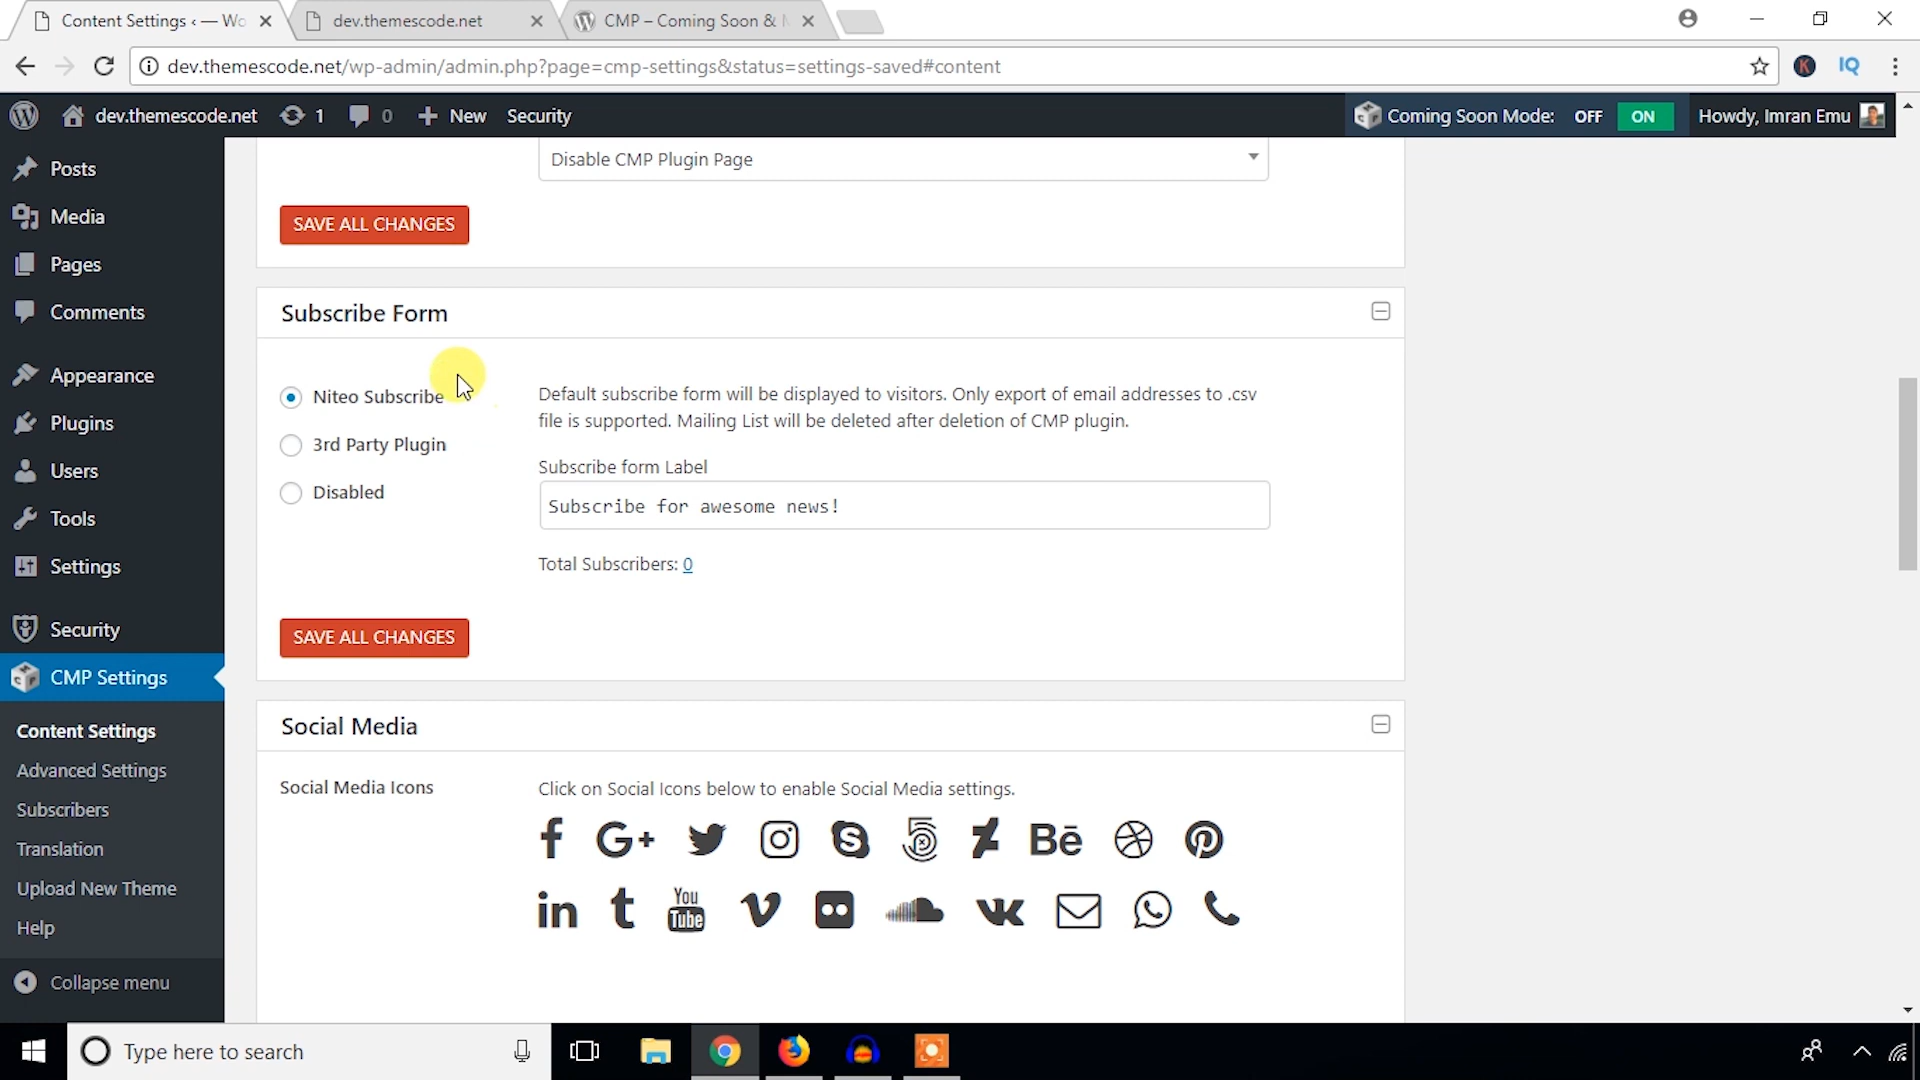 Content Settings ‹ — Wo
dev.themescode.net
CMP – Coming Soon &
dev.themescode.net/wp-admin/admin.php?page=cmp-settings&status=settings-saved#content
IQ
dev.themescode.net 1 0 New Security
Coming Soon Mode: OFF ON
Howdy, Imran Emu
Posts
Media
Pages
Comments
Appearance
Plugins
Users
Tools
Settings
Security
CMP Settings
Content Settings
Advanced Settings
Subscribers
Translation
Upload New Theme
Help
Collapse menu
Disable CMP Plugin Page
SAVE ALL CHANGES
Subscribe Form
Niteo Subscribe
3rd Party Plugin
Disabled
Default subscribe form will be displayed to visitors. Only export of email addresses to .csv
file is supported. Mailing List will be deleted after deletion of CMP plugin.
Subscribe form Label
Subscribe for awesome news!
Total Subscribers: 0
SAVE ALL CHANGES
Social Media
Social Media Icons
Click on Social Icons below to enable Social Media settings.
You
Tube
Type here to search